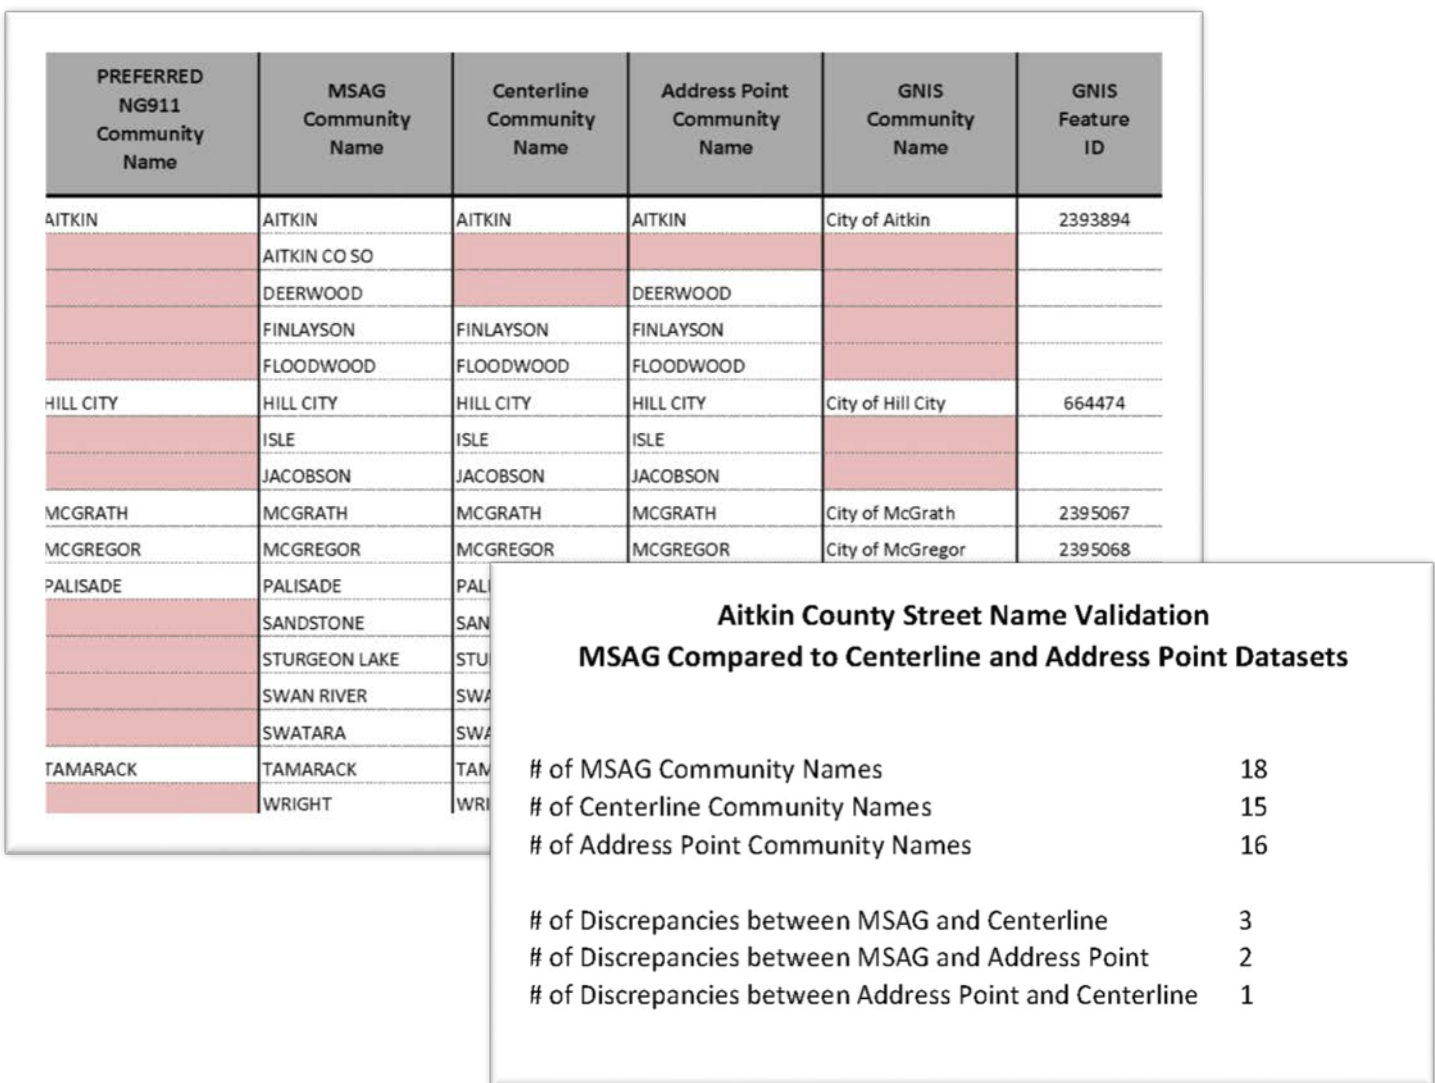 PREFERRED NG911 Community Name MSAG Community Name Centerline Community Name Address Point Community Name GNIS Community Name GNIS Feature ID
AITKIN AITKIN AITKIN AITKIN City of Aitkin 2393894
AITKIN CO SO
DEERWOOD DEERWOOD
FINLAYSON FINLAYSON FINLAYSON
FLOODWOOD FLOODWOOD FLOODWOOD
HILL CITY HILL CITY HILL CITY HILL CITY City of Hill City 664474
ISLE ISLE ISLE
JACOBSON JACOBSON JACOBSON
MCGRATH MCGRATH MCGRATH MCGRATH City of McGrath 2395067
MCGREGOR MCGREGOR MCGREGOR MCGREGOR City of McGregor 2395068
PALISADE PALISADE PAL
SANDSTONE SAN
STURGEON LAKE STU
SWAN RIVER SWA
SWATARA SWA
TAMARACK TAMARACK TAM
WRIGHT WRI
Aitkin County Street Name Validation
MSAG Compared to Centerline and Address Point Datasets
# of MSAG Community Names 18
# of Centerline Community Names 15
# of Address Point Community Names 16
# of Discrepancies between MSAG and Centerline 3
# of Discrepancies between MSAG and Address Point 2
# of Discrepancies between Address Point and Centerline 1